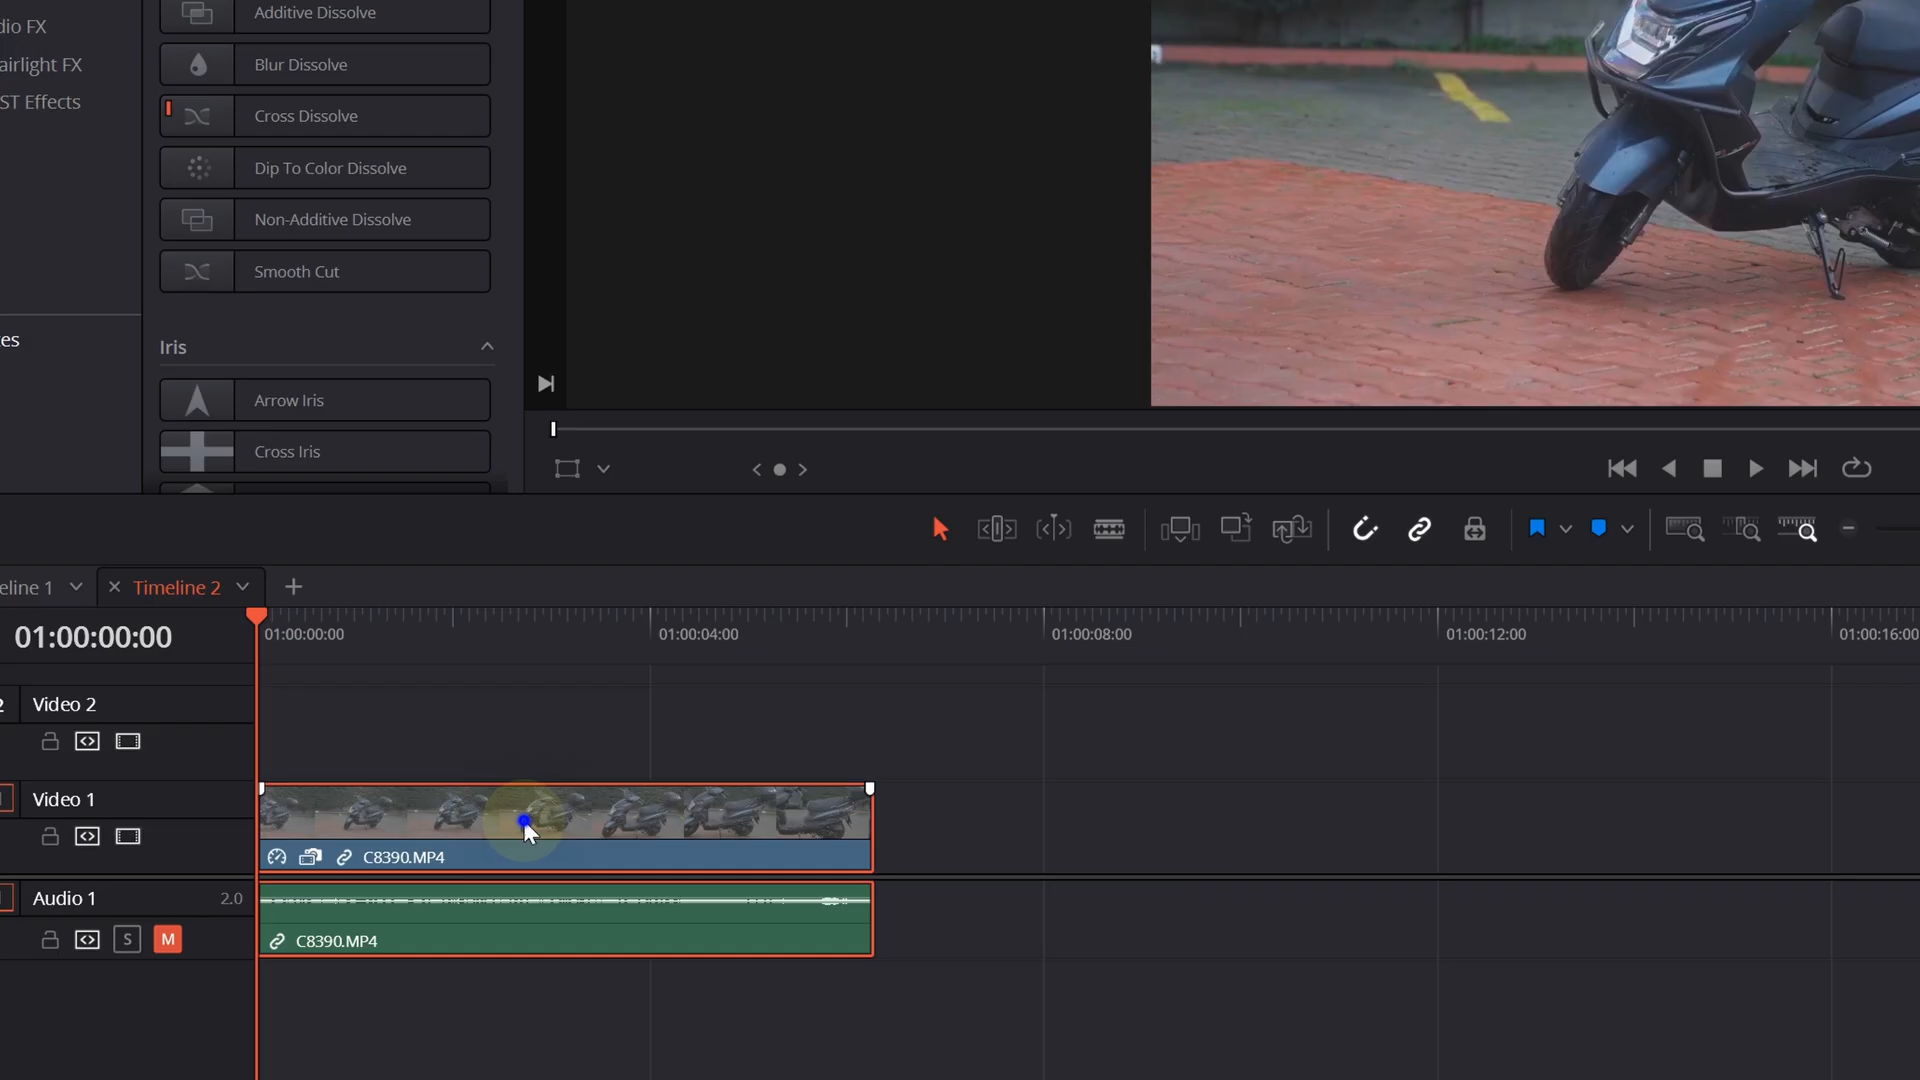 Additive Dissolve
dio FX
Blur Dissolve
airlight FX
ST Effects
Cross Dissolve
Dip To Color Dissolve
Non-Additive Dissolve
Smooth Cut
es
Iris
Arrow Iris
Cross Iris
eline 1
Timeline 2
01:00:00:00
01:00:00:00
01:00:04:00
01:00:08:00
01:00:12:00
01:00:16:00
2
Video 2
Video 1
C8390.MP4
Audio 1
2.0
S
M
C8390.MP4